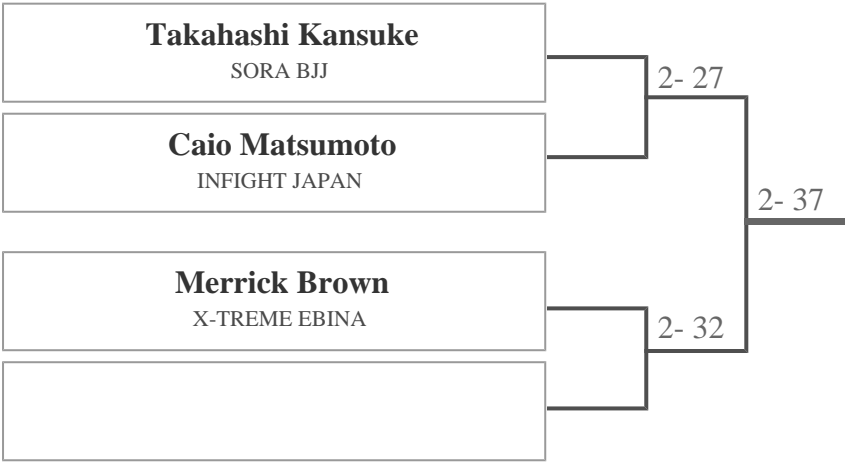 Takahashi Kansuke
SORA BJJ
2- 27
Caio Matsumoto
INFIGHT JAPAN
2- 37
Merrick Brown
X-TREME EBINA
2- 32